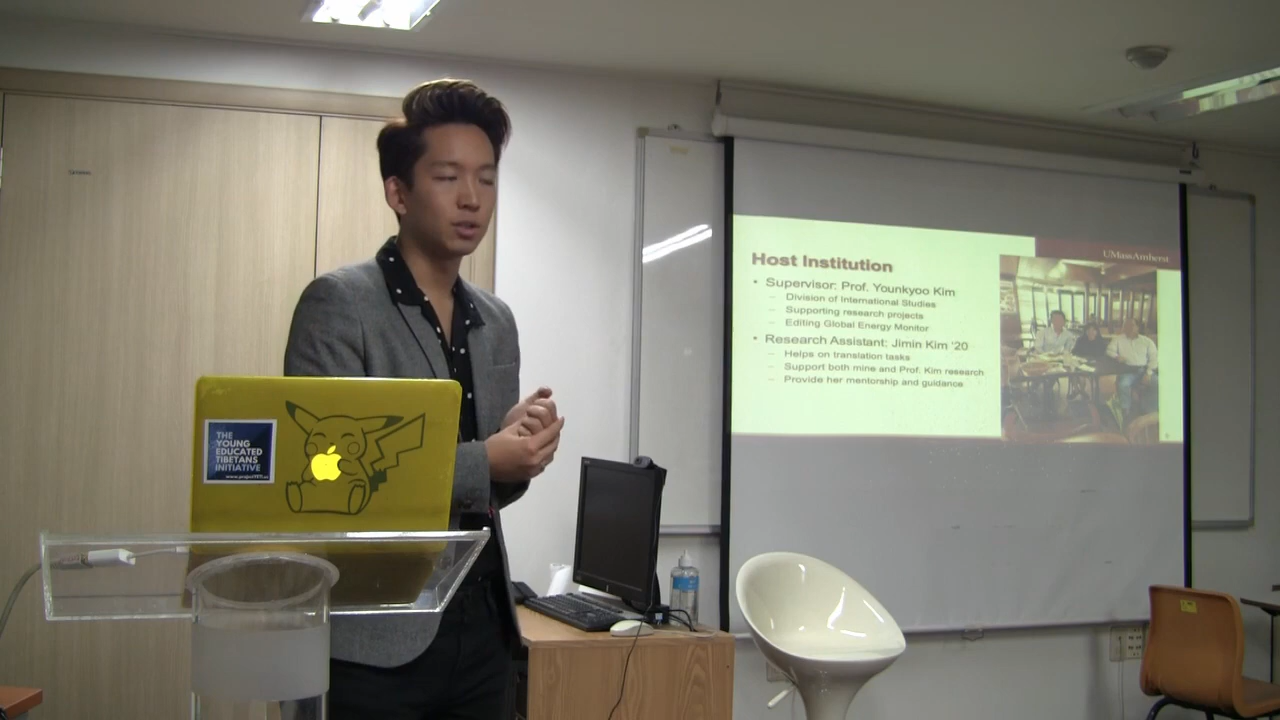 THE
YOUNG
EDUCATED
TIBETANS
INITIATIVE
UMassAmherst
Host Institution
• Supervisor: Prof. Younkyoo Kim
– Division of International Studies
– Supporting research projects
– Editing Global Energy Monitor
• Research Assistant: Jimin Kim '20
– Helps on translation tasks
– Support both mine and Prof. Kim research
– Provide her mentorship and guidance